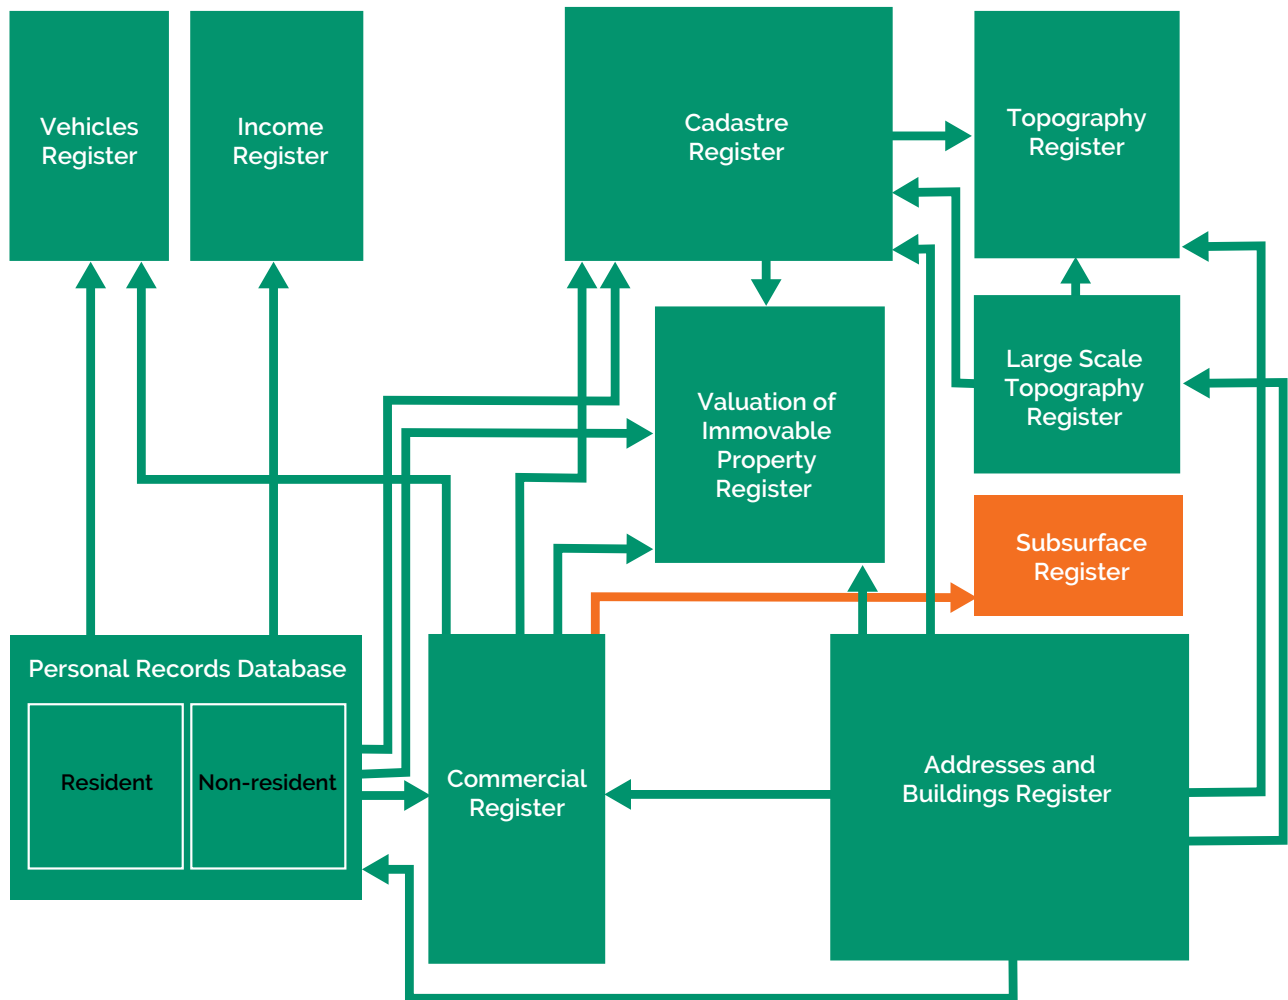 Vehicles
Register
Income
Register
Cadastre
Register
Topography
Register
Large Scale
Topography
Register
Valuation of
Immovable
Property
Register
Subsurface
Register
Personal Records Database
Resident
Non-resident
Commercial
Register
Addresses and
Buildings Register